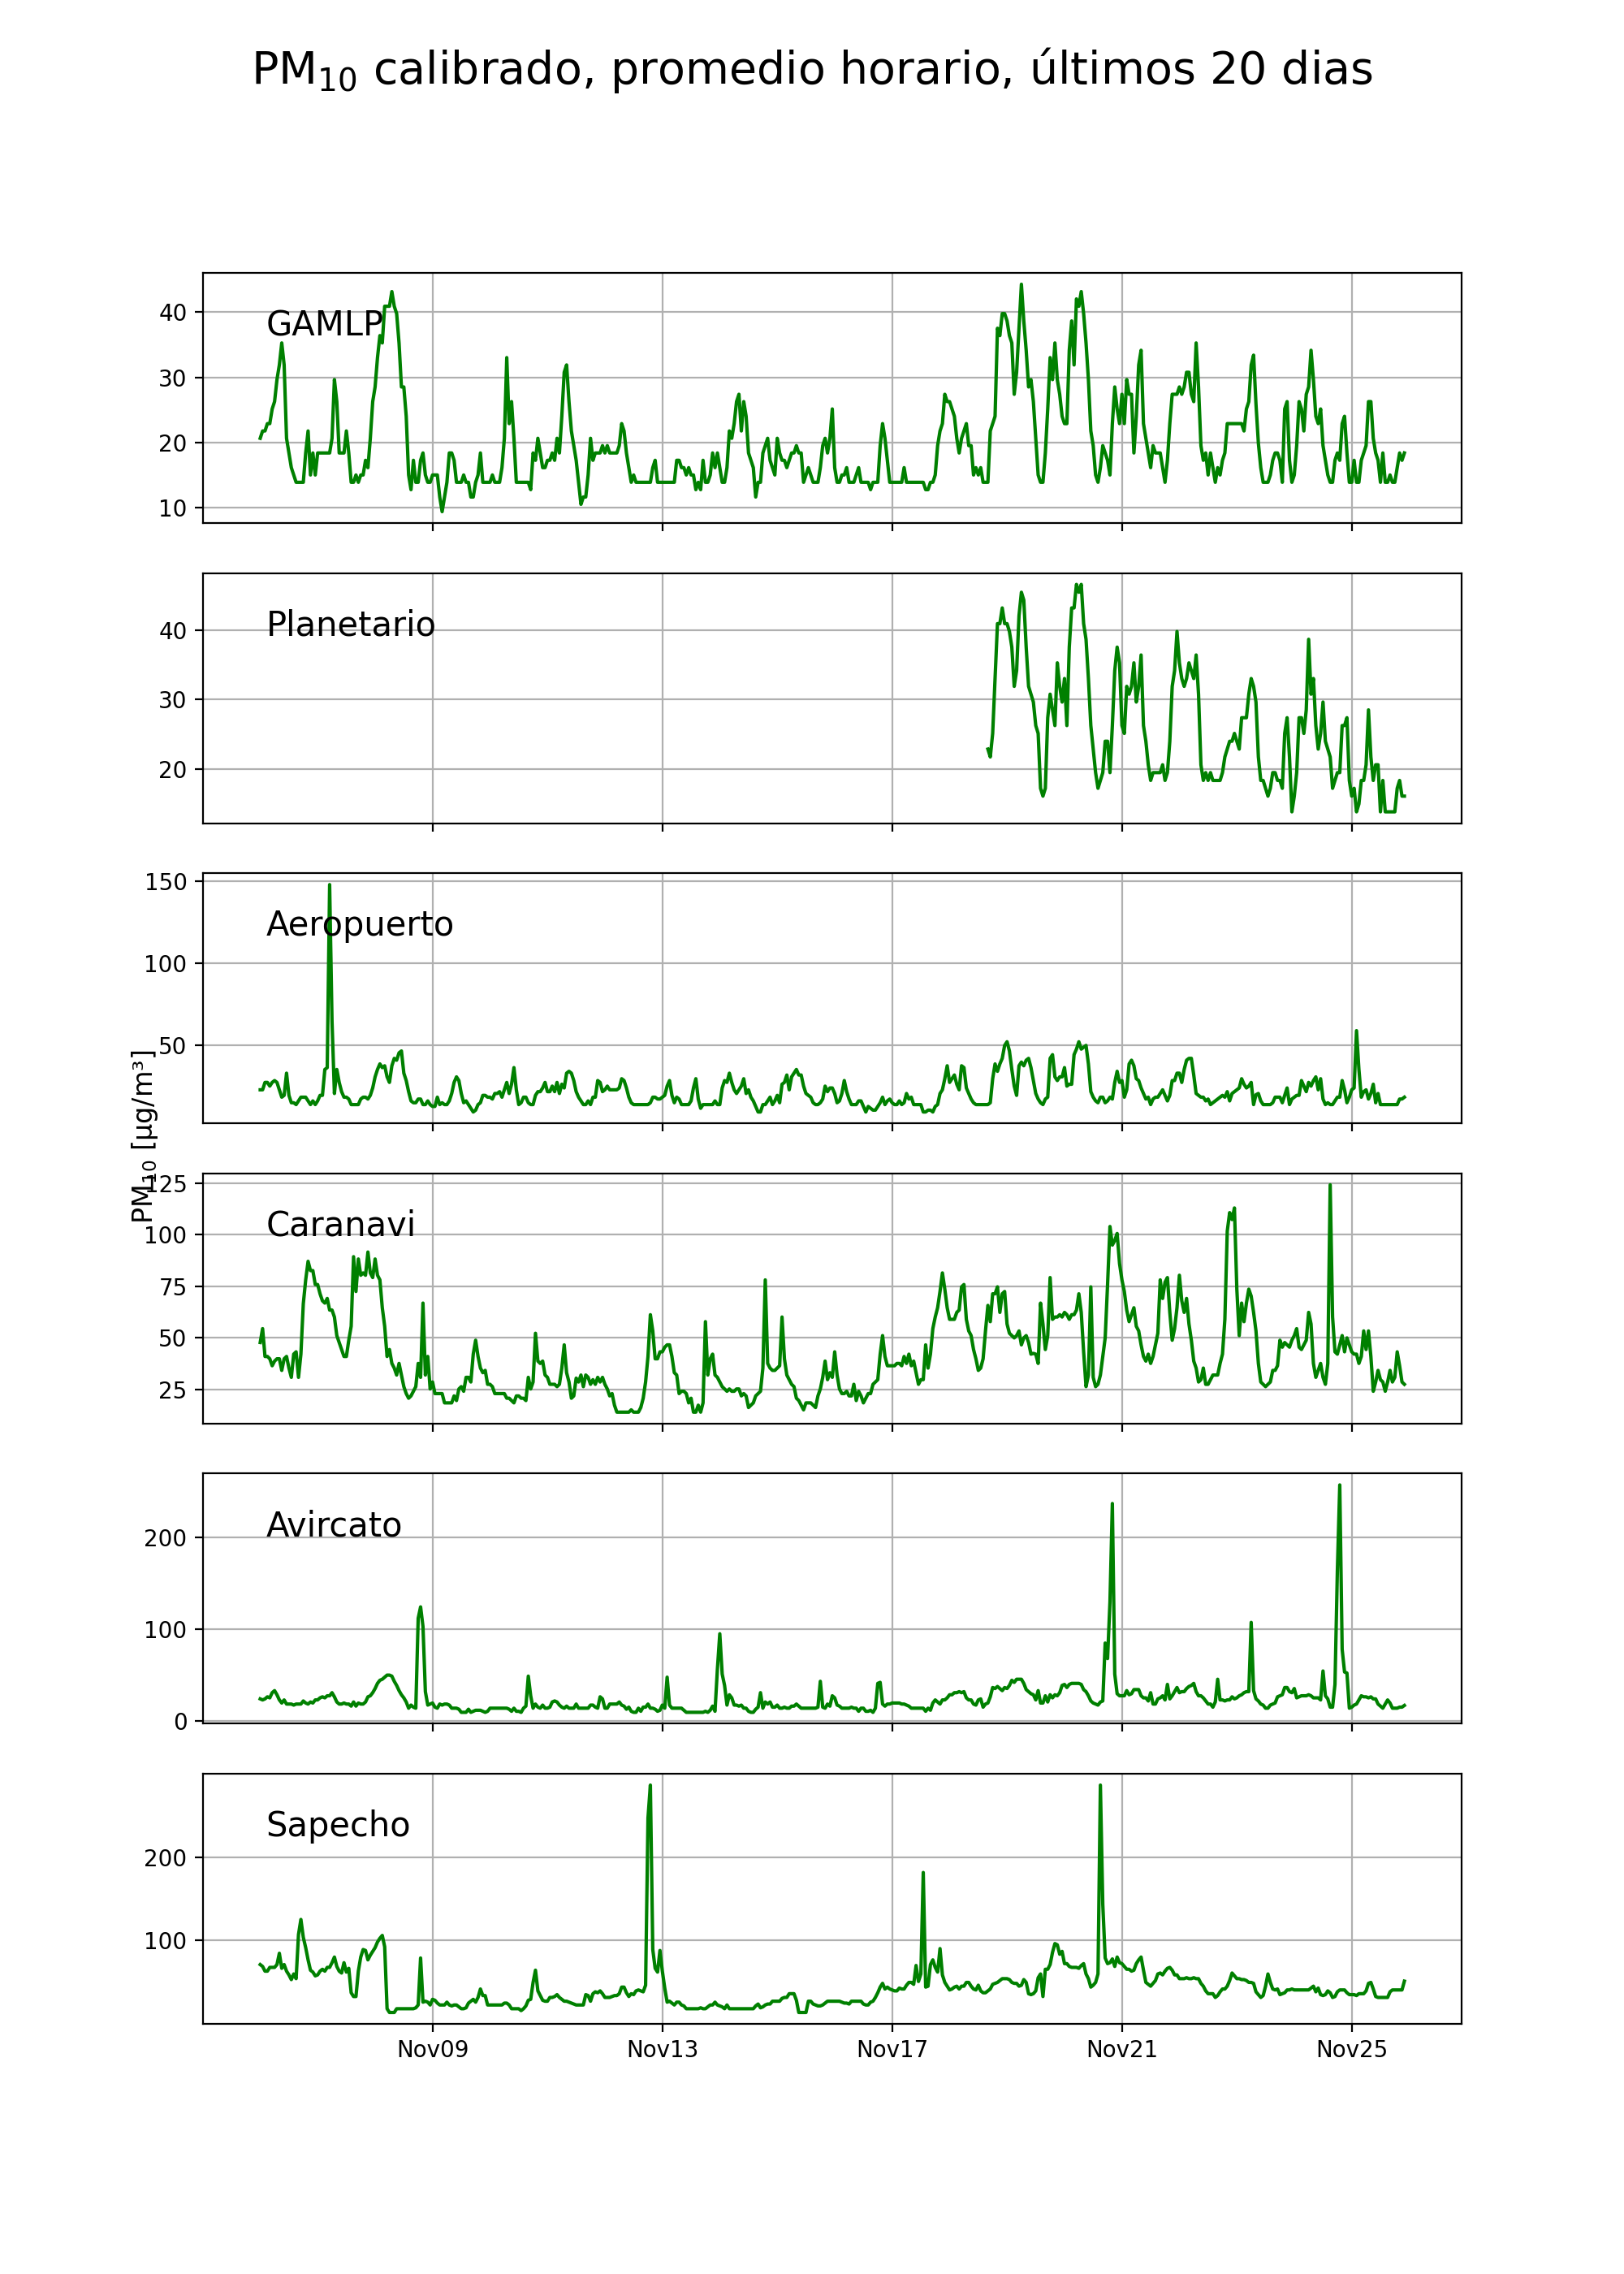 PM₁₀ calibrado, promedio horario, últimos 20 dias
GAMLP
40
30
20
10
Planetario
40
30
20
Aeropuerto
150
100
50
PM₁₀ [µg/m³]
Caranavi
125
100
75
50
25
Avircato
200
100
0
Sapecho
200
100
Nov09 Nov13 Nov17 Nov21 Nov25